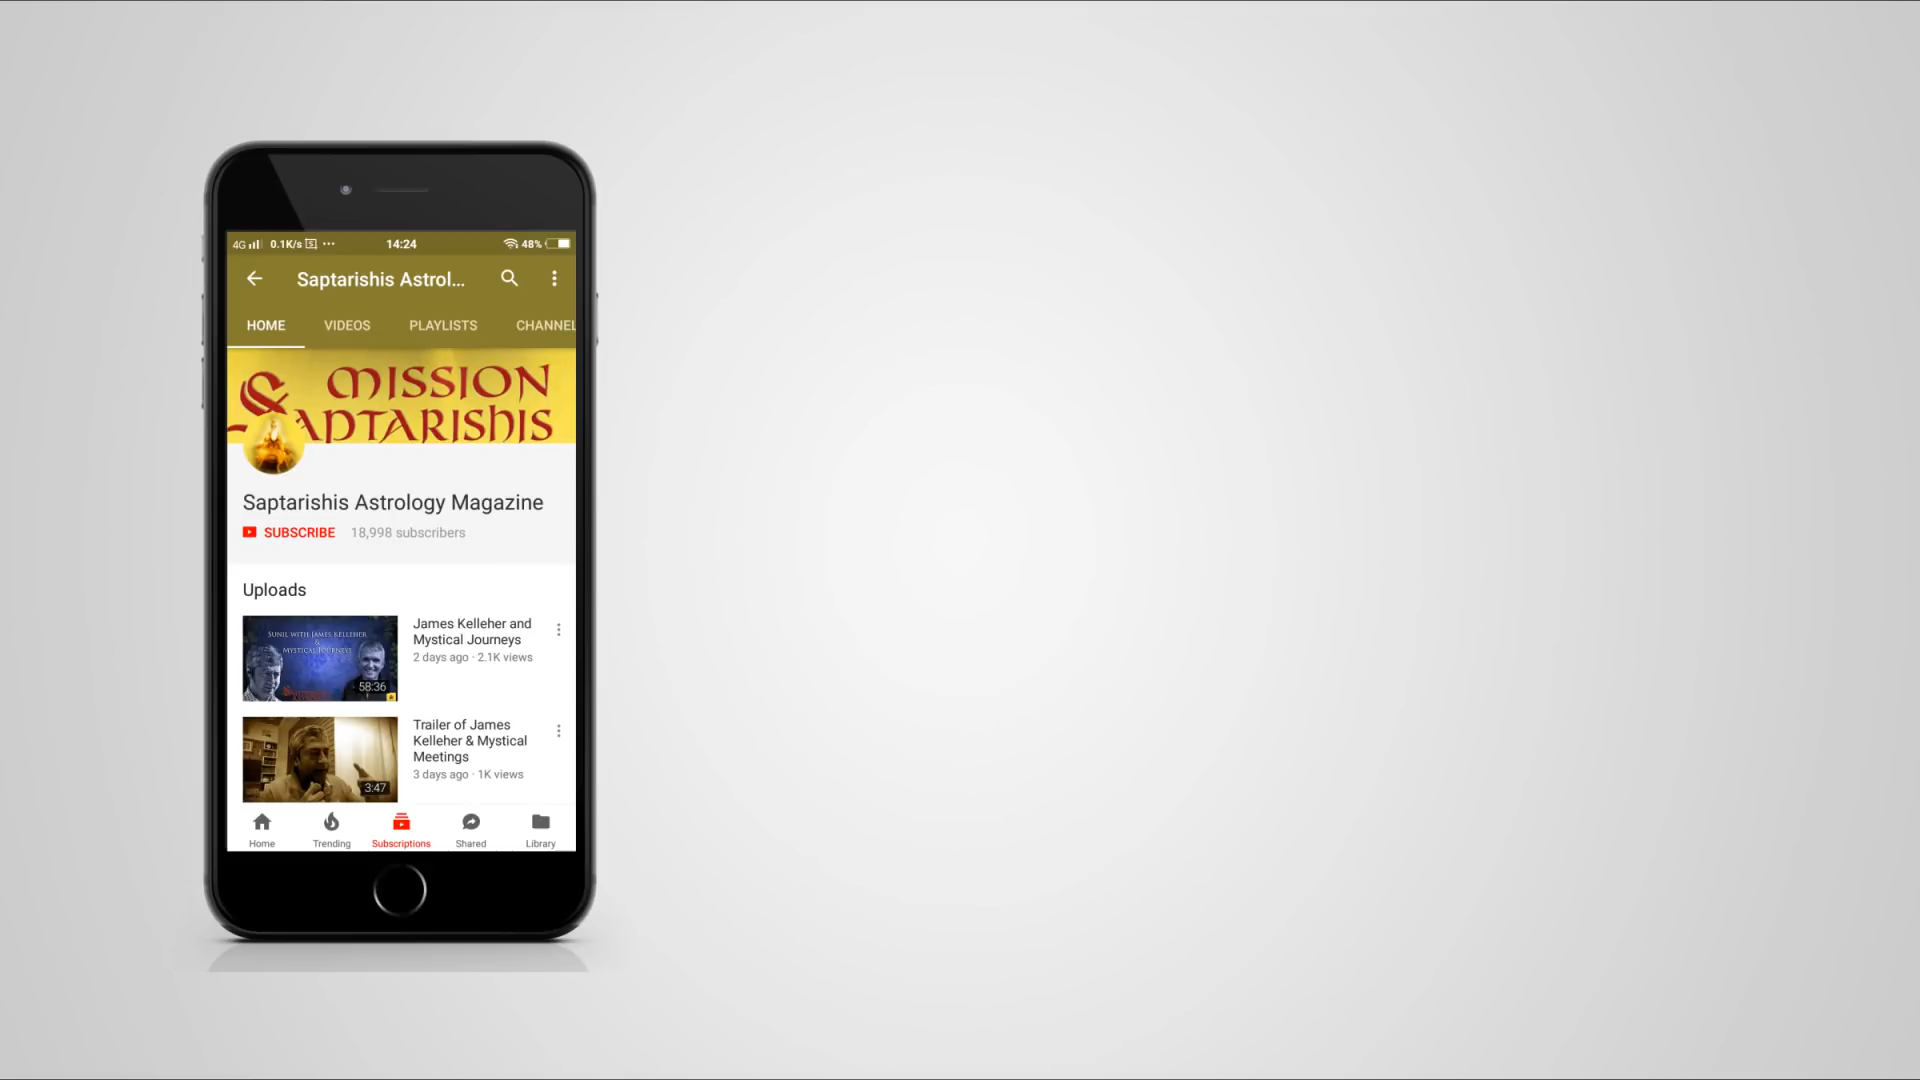 4G 0.1K/s 14:24 48%
Saptarishis Astrol...
HOME VIDEOS PLAYLISTS CHANNEL
MISSION
SAPTARISHIS
Saptarishis Astrology Magazine
SUBSCRIBE 18,998 subscribers
Uploads
SUNIL WITH JAMES KELLEHER
&
MYSTICAL JOURNEYS
58:36
James Kelleher and
Mystical Journeys
2 days ago · 2.1K views
3:47
Trailer of James
Kelleher & Mystical
Meetings
3 days ago · 1K views
Home Trending Subscriptions Shared Library